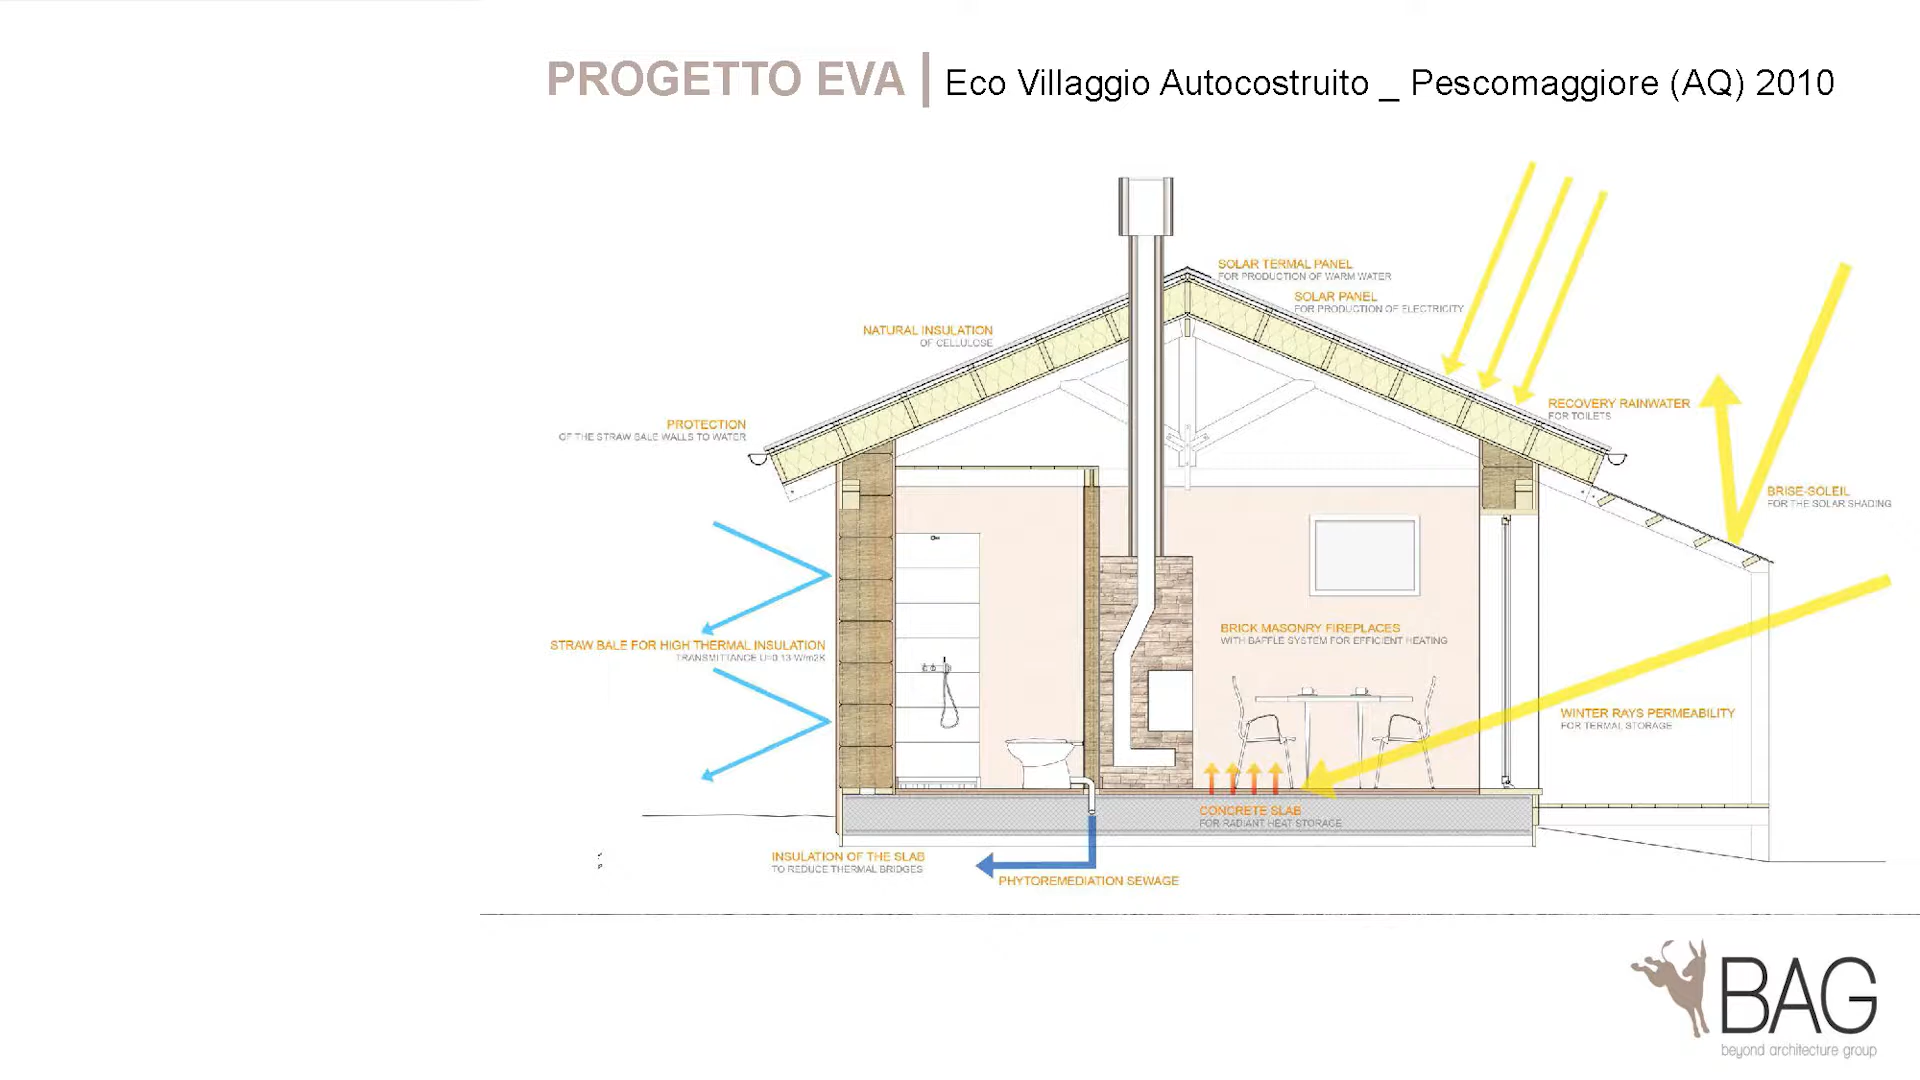 PROGETTO EVA | Eco Villaggio Autocostruito _ Pescomaggiore (AQ) 2010
SOLAR TERMAL PANEL
FOR PRODUCTION OF WARM WATER
SOLAR PANEL
FOR PRODUCTION OF ELECTRICITY
NATURAL INSULATION
OF CELLULOSE
RECOVERY RAINWATER
FOR TOILETS
PROTECTION
OF THE STRAW BALE WALLS TO WATER
BRISE-SOLEIL
FOR THE SOLAR SHADING
BRICK MASONRY FIREPLACES
WITH BAFFLE SYSTEM FOR EFFICIENT HEATING
STRAW BALE FOR HIGH THERMAL INSULATION
TRANSMITTANCE U=0.13 W/m2K
WINTER RAYS PERMEABILITY
FOR TERMAL STORAGE
CONCRETE SLAB
FOR RADIANT HEAT STORAGE
INSULATION OF THE SLAB
TO REDUCE THERMAL BRIDGES
PHYTOREMEDIATION SEWAGE
BAG
beyond architecture group